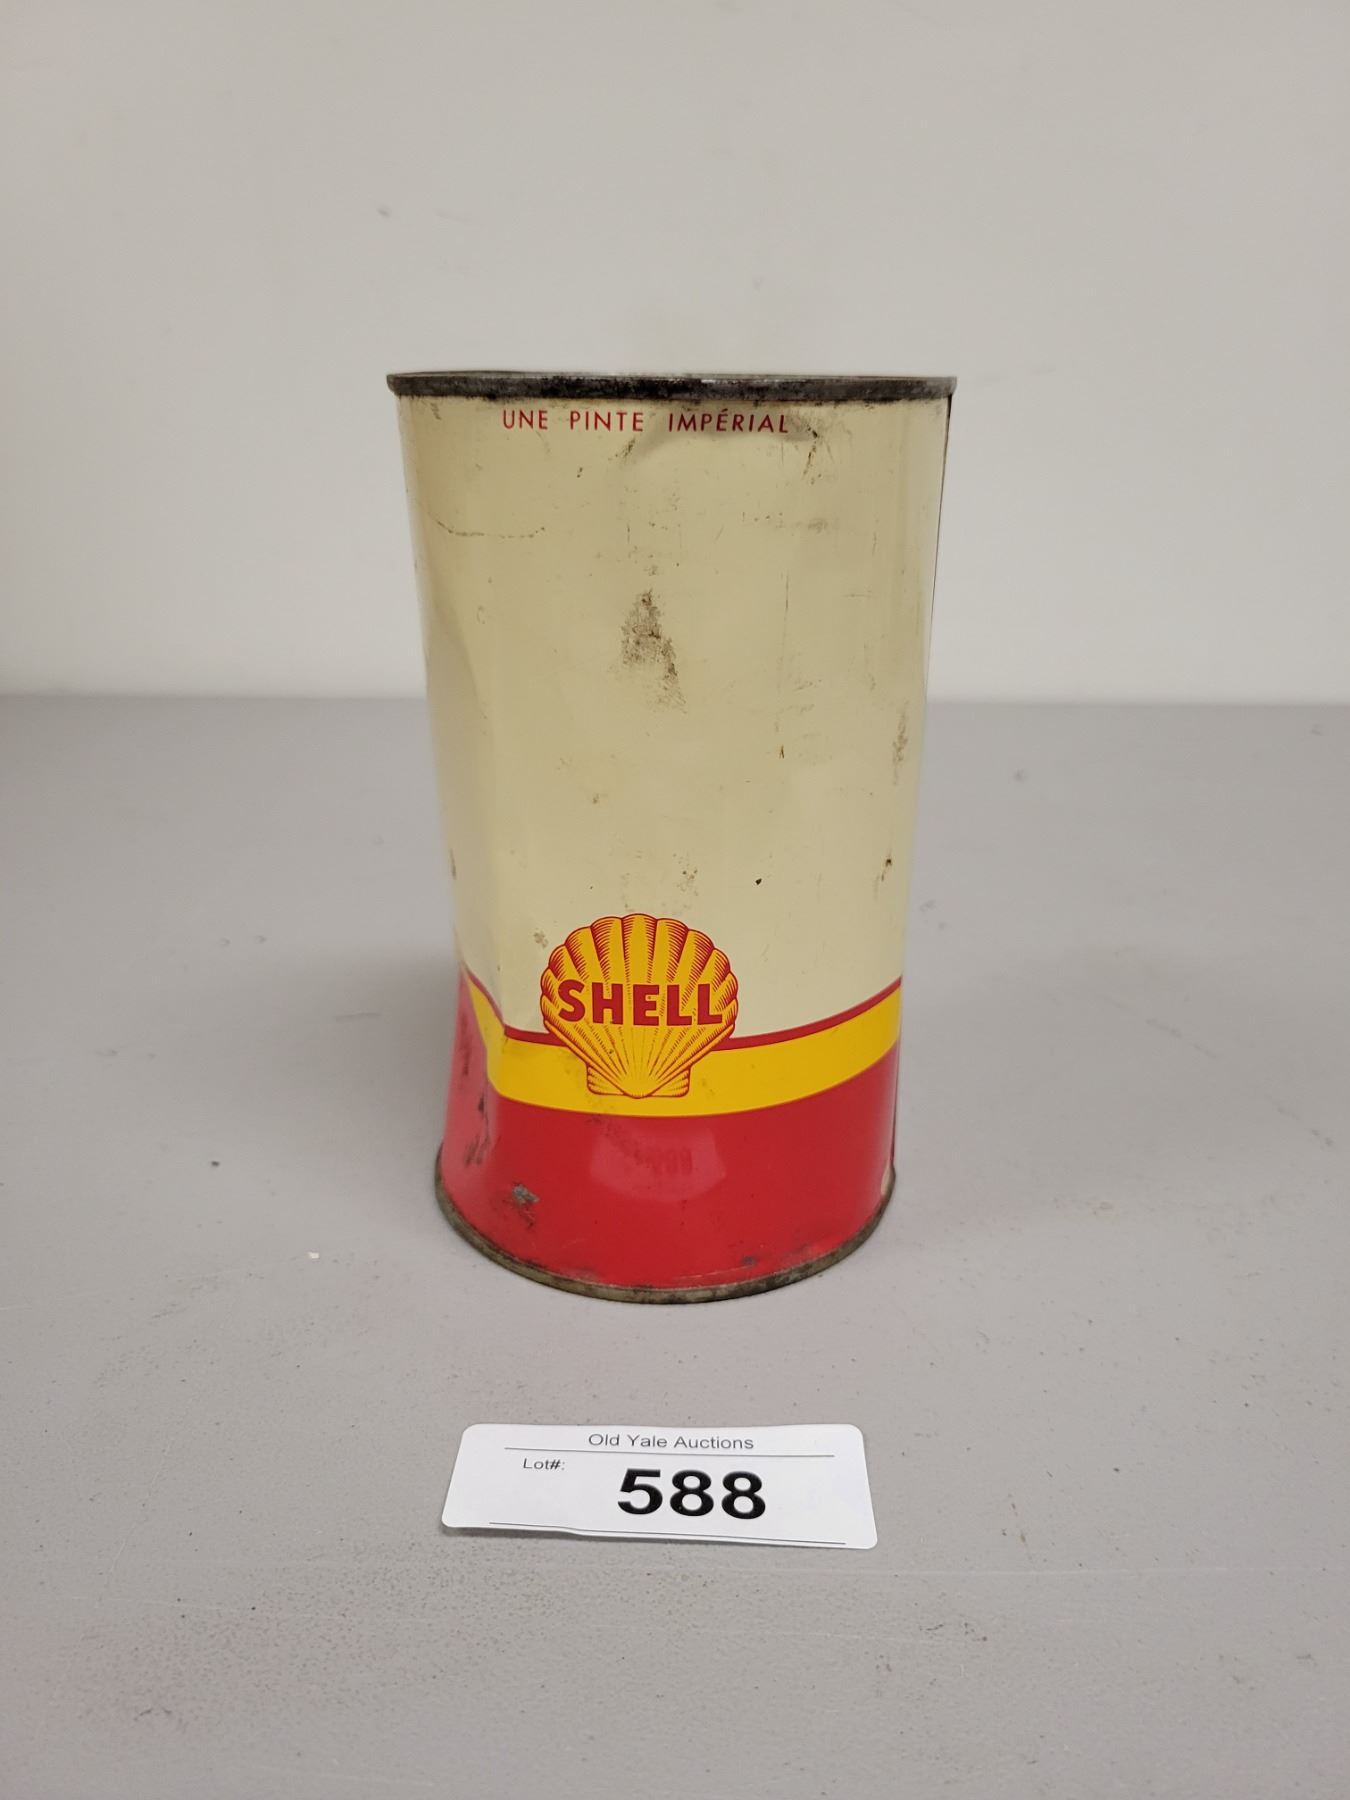 UNE PINTE IMPÉRIAL
SHELL
Old Yale Auctions
Lot#:
588